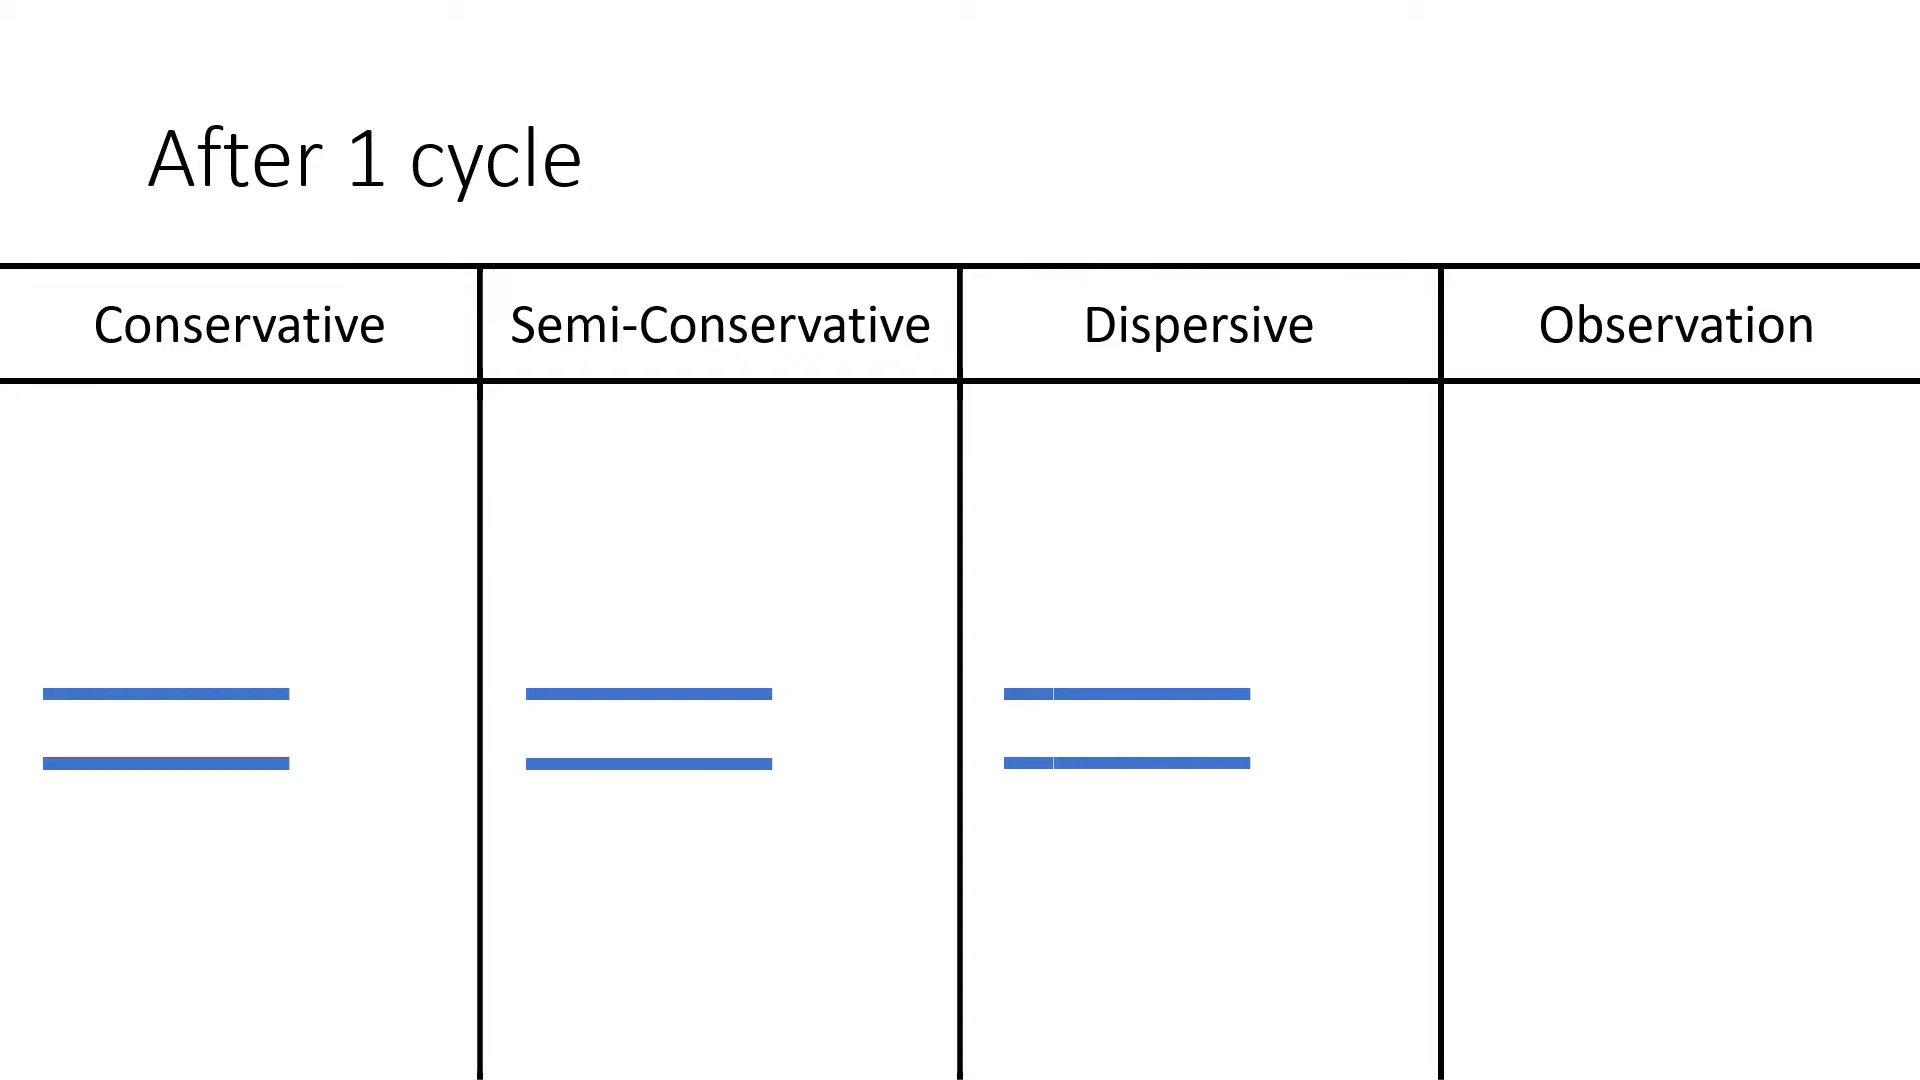 After 1 cycle
Conservative
Semi-Conservative
Dispersive
Observation